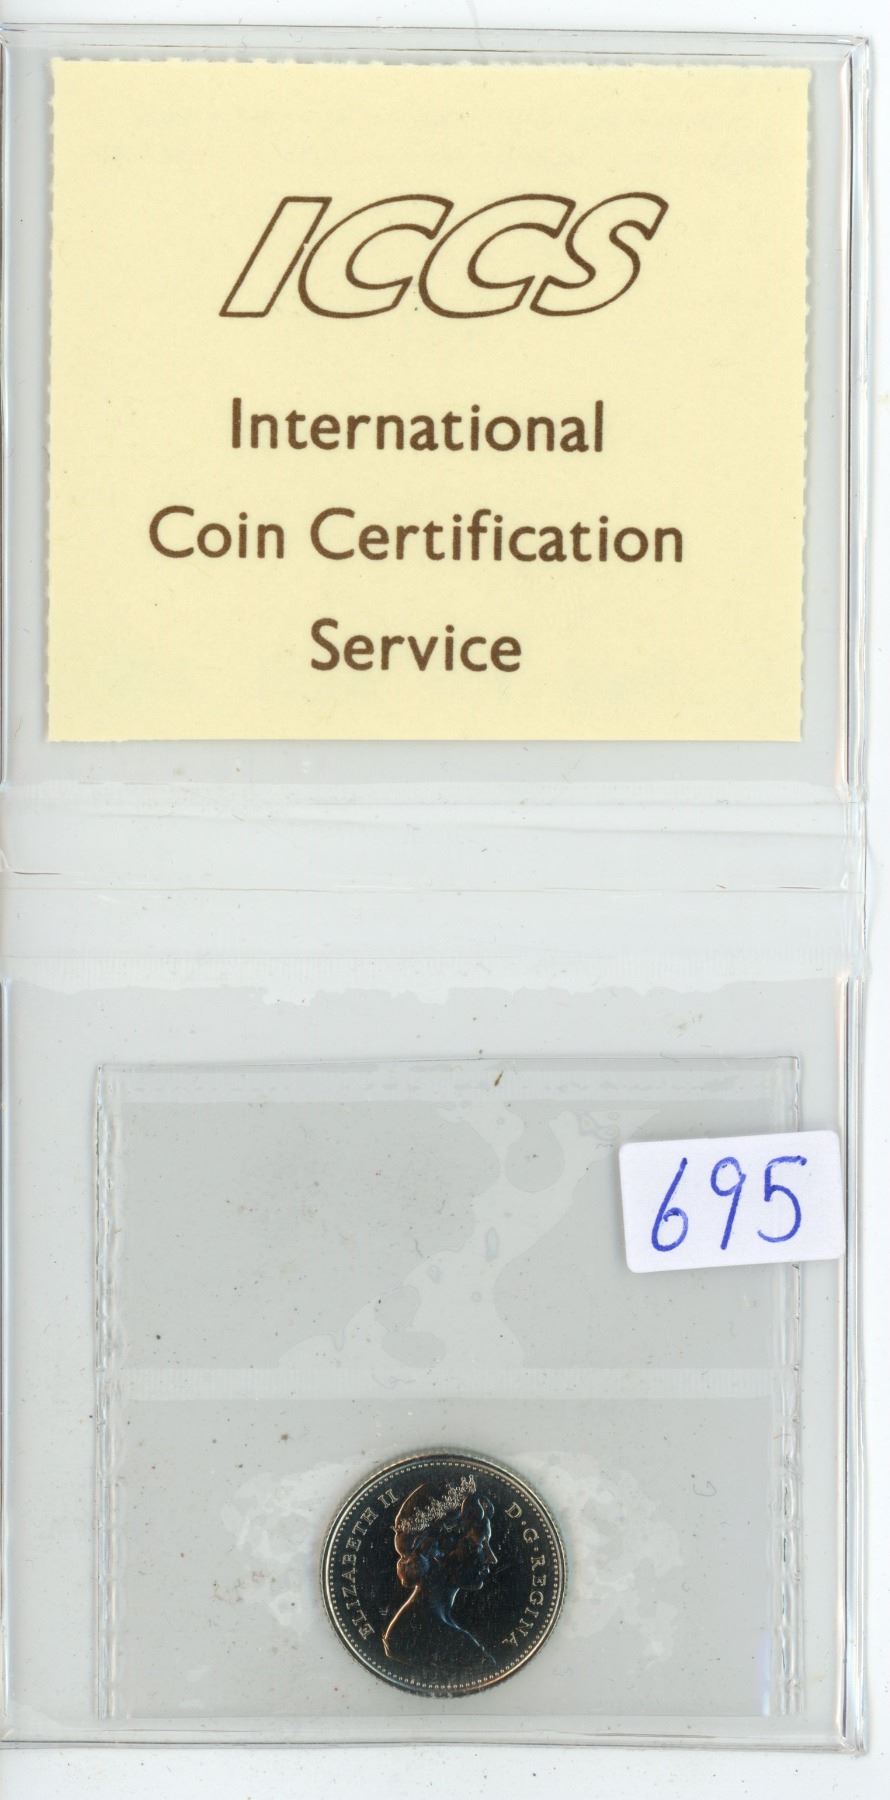 ICCS
International
Coin Certification
Service
695
ELIZABETH II D·G·REGINA